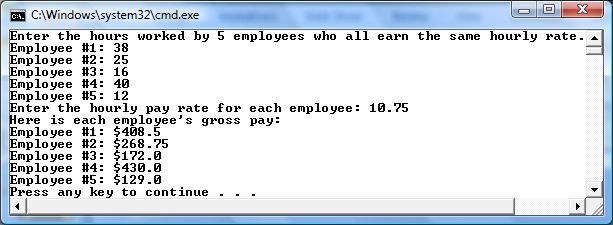 C:\Windows\system32\cmd.exe
Enter the hours worked by 5 employees who all earn the same hourly rate.
Employee #1: 38
Employee #2: 25
Employee #3: 16
Employee #4: 40
Employee #5: 12
Enter the hourly pay rate for each employee: 10.75
Here is each employee's gross pay:
Employee #1: $408.5
Employee #2: $268.75
Employee #3: $172.0
Employee #4: $430.0
Employee #5: $129.0
Press any key to continue . . .